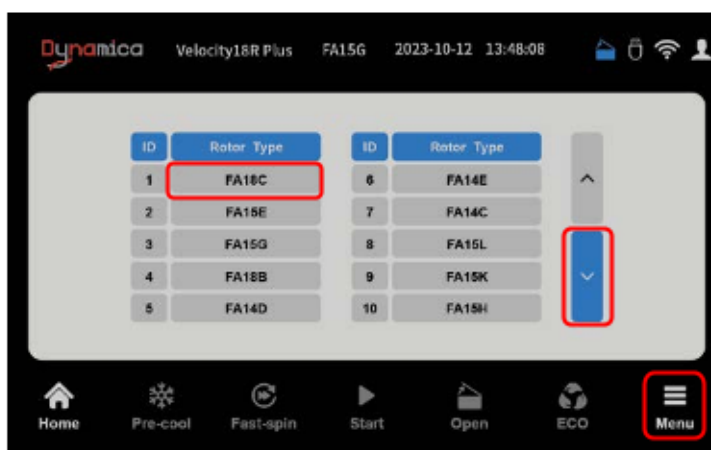 Dynamica Velocity18R Plus FA15G 2023-10-12 13:48:08
ID Rotor Type ID Rotor Type
1 FA18C 6 FA14E
2 FA15E 7 FA14C
3 FA15G 8 FA15L
4 FA18B 9 FA15K
5 FA14D 10 FA15H
Home Pre-cool Fast-spin Start Open ECO Menu